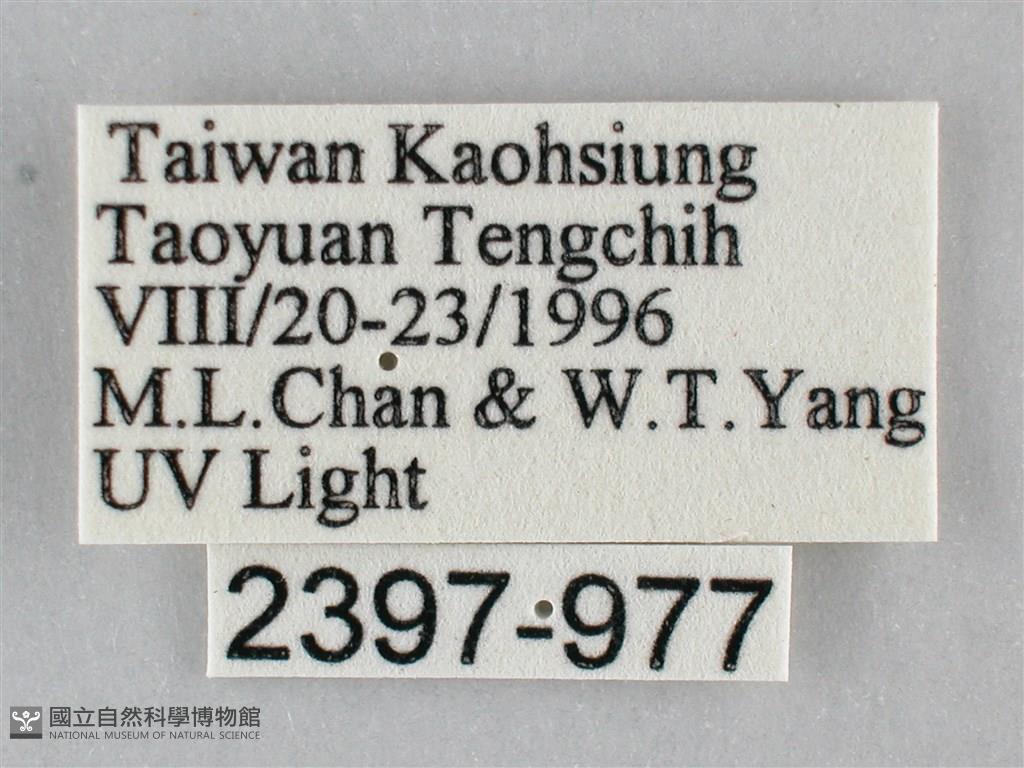 Taiwan Kaohsiung
Taoyuan Tengchih
VIII/20-23/1996
M.L.Chan & W.T.Yang
UV Light
2397-977
國立自然科學博物館
NATIONAL MUSEUM OF NATURAL SCIENCE